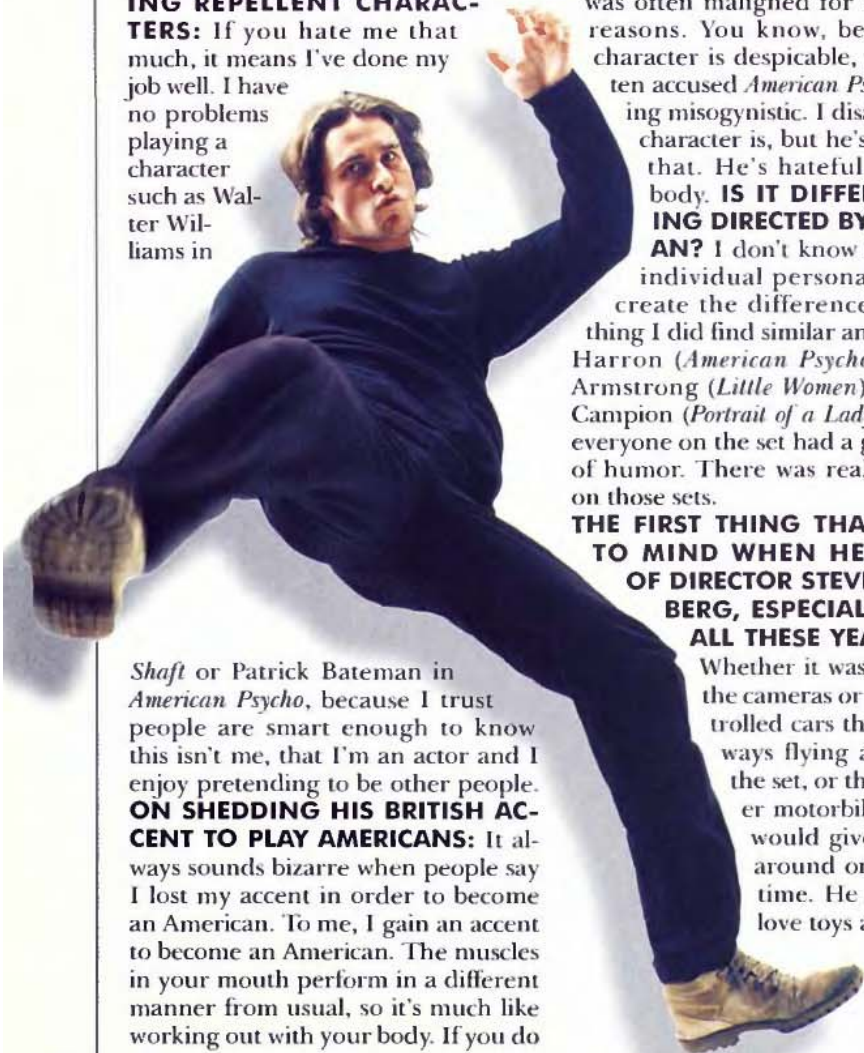 ING REPELLENT CHARAC-
TERS: If you hate me that
much, it means I've done my
job well. I have
no problems
playing a
character
such as Wal-
ter Wil-
liams in
Shaft or Patrick Bateman in
American Psycho, because I trust
people are smart enough to know
this isn't me, that I'm an actor and I
enjoy pretending to be other people.
ON SHEDDING HIS BRITISH AC-
CENT TO PLAY AMERICANS: It al-
ways sounds bizarre when people say
I lost my accent in order to become
an American. To me, I gain an accent
to become an American. The muscles
in your mouth perform in a different
manner from usual, so it's much like
working out with your body. If you do
was often maligned for
reasons. You know, be
character is despicable,
ten accused American Ps
ing misogynistic. I disa
character is, but he's
that. He's hateful
body. IS IT DIFFE
ING DIRECTED BY
AN? I don't know
individual persona
create the difference
thing I did find similar a
Harron (American Psycho
Armstrong (Little Women)
Campion (Portrait of a Lad
everyone on the set had a g
of humor. There was rea
on those sets.
THE FIRST THING THA
TO MIND WHEN HE
OF DIRECTOR STEV
BERG, ESPECIAL
ALL THESE YEA
Whether it was
the cameras or
trolled cars th
ways flying a
the set, or th
er motorbil
would give
around or
time. He
love toys a